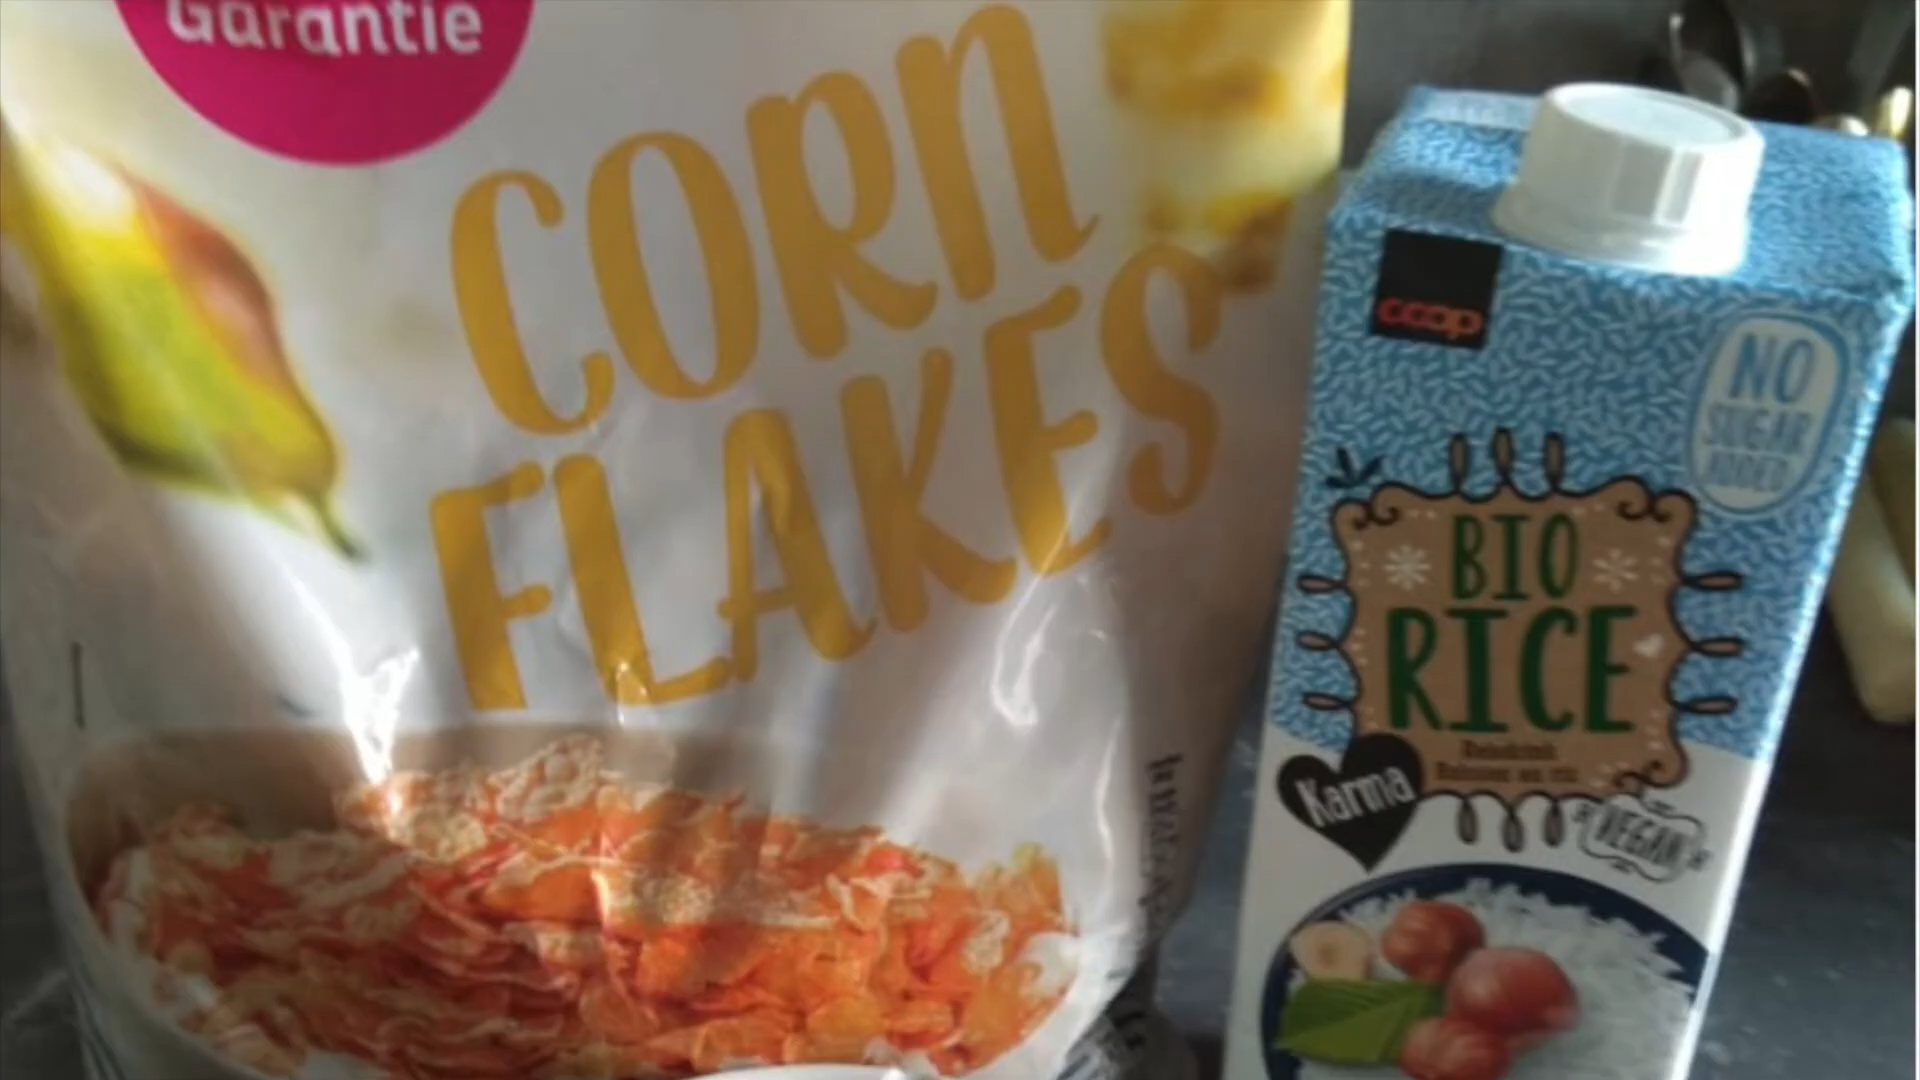 Garantie
CORN
FLAKES
coop
NO
SUGAR
ADDED
BIO
RICE
Karma
VEGAN